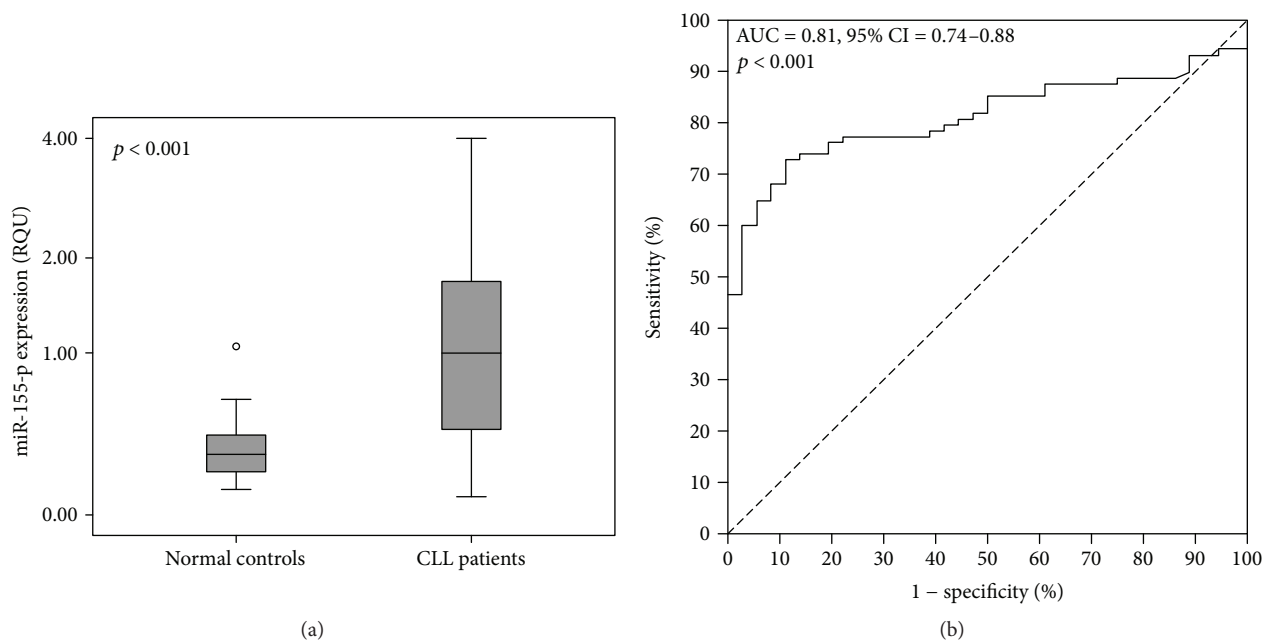 p < 0.001
miR-155-p expression (RQU)
4.00
2.00
1.00
0.00
Normal controls
CLL patients
(a)
AUC = 0.81, 95% CI = 0.74–0.88
p < 0.001
Sensitivity (%)
100
90
80
70
60
50
40
30
20
10
0
0 10 20 30 40 50 60 70 80 90 100
1 − specificity (%)
(b)